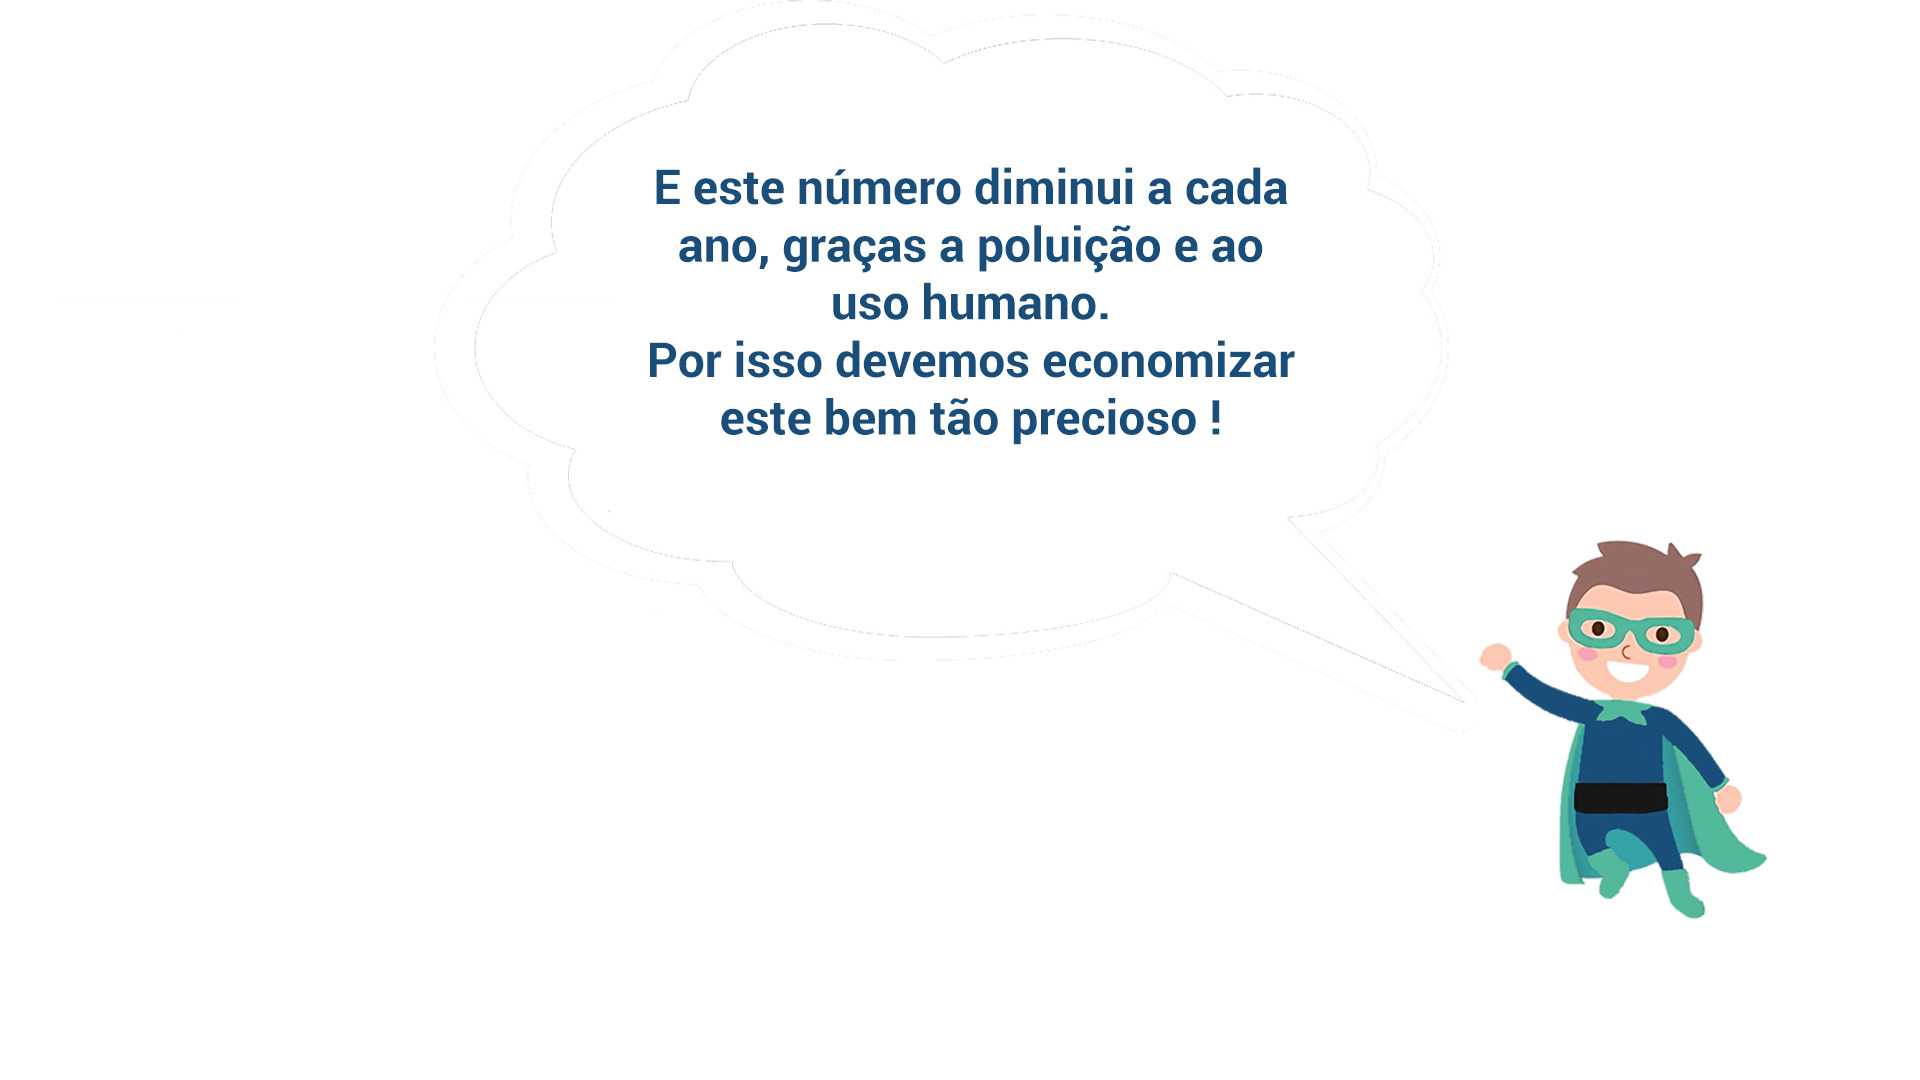 E este número diminui a cada
ano, graças a poluição e ao
uso humano.
Por isso devemos economizar
este bem tão precioso !